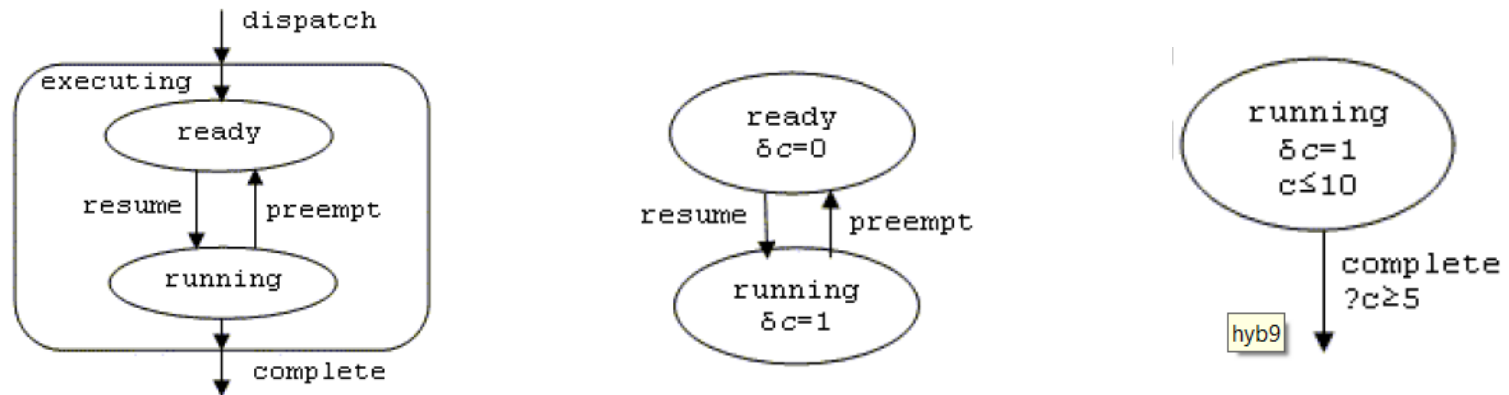 dispatch
executing
ready
resume
preempt
running
complete
ready
δc=0
resume
preempt
running
δc=1
running
δc=1
c≤10
complete
?c≥5
hyb9